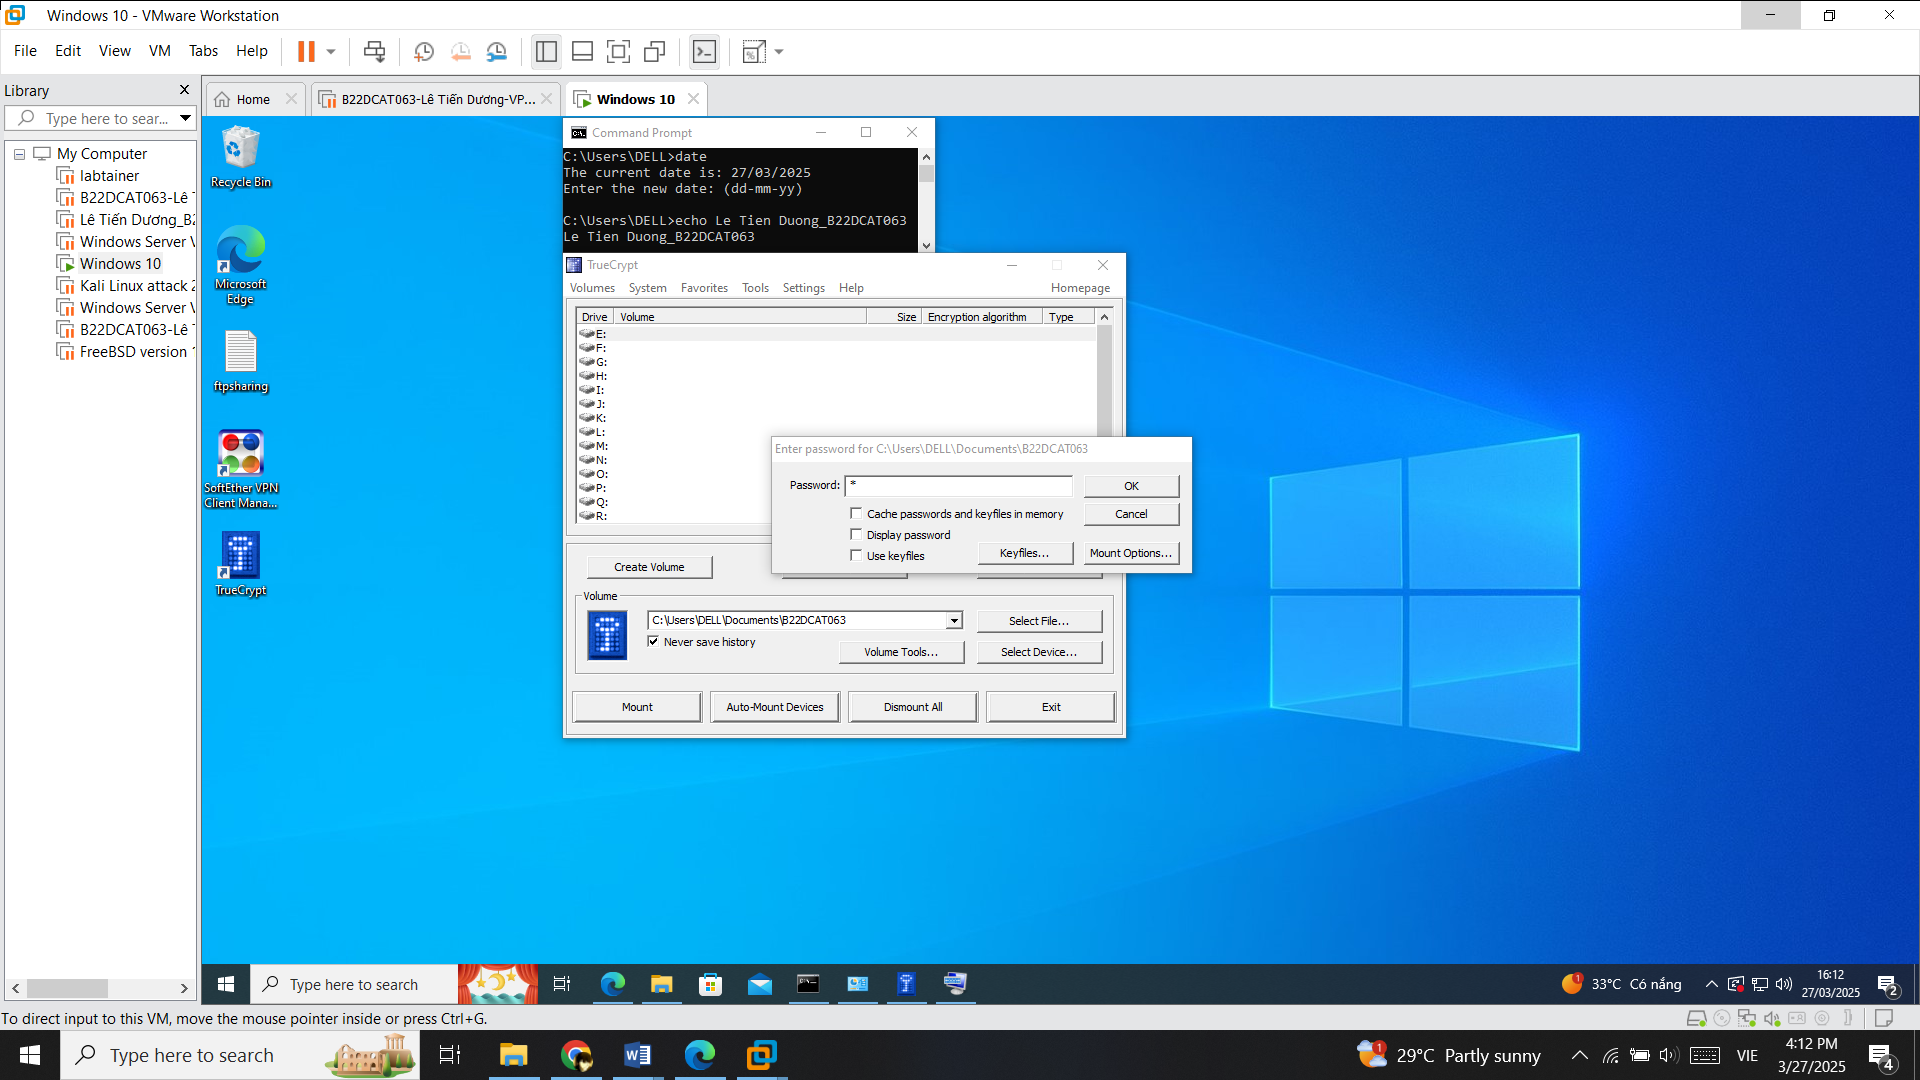 Windows 10 - VMware Workstation
File Edit View VM Tabs Help
Library
Type here to sear...
My Computer
labtainer
B22DCAT063-Lê
Lê Tiến Dương_B2
Windows Server V
Windows 10
Kali Linux attack 2
Windows Server V
B22DCAT063-Lê
FreeBSD version
Home
B22DCAT063-Lê Tiến Dương-VP...
Windows 10
Recycle Bin
Microsoft
Edge
ftpsharing
SoftEther VPN
Client Mana...
TrueCrypt
Command Prompt
C:\Users\DELL>date
The current date is: 27/03/2025
Enter the new date: (dd-mm-yy)
C:\Users\DELL>echo Le Tien Duong_B22DCAT063
Le Tien Duong_B22DCAT063
TrueCrypt
Volumes System Favorites Tools Settings Help Homepage
Drive Volume Size Encryption algorithm Type
E:
F:
G:
H:
I:
J:
K:
L:
M:
N:
O:
P:
Q:
R:
Enter password for C:\Users\DELL\Documents\B22DCAT063
Password: *
OK
Cache passwords and keyfiles in memory
Cancel
Display password
Use keyfiles
Keyfiles...
Mount Options...
Create Volume
Volume
C:\Users\DELL\Documents\B22DCAT063
Select File...
Never save history
Volume Tools...
Select Device...
Mount
Auto-Mount Devices
Dismount All
Exit
Type here to search
1
33°C Có nắng
16:12
27/03/2025
2
To direct input to this VM, move the mouse pointer inside or press Ctrl+G.
Type here to search
1
29°C Partly sunny
VIE
4:12 PM
3/27/2025
4